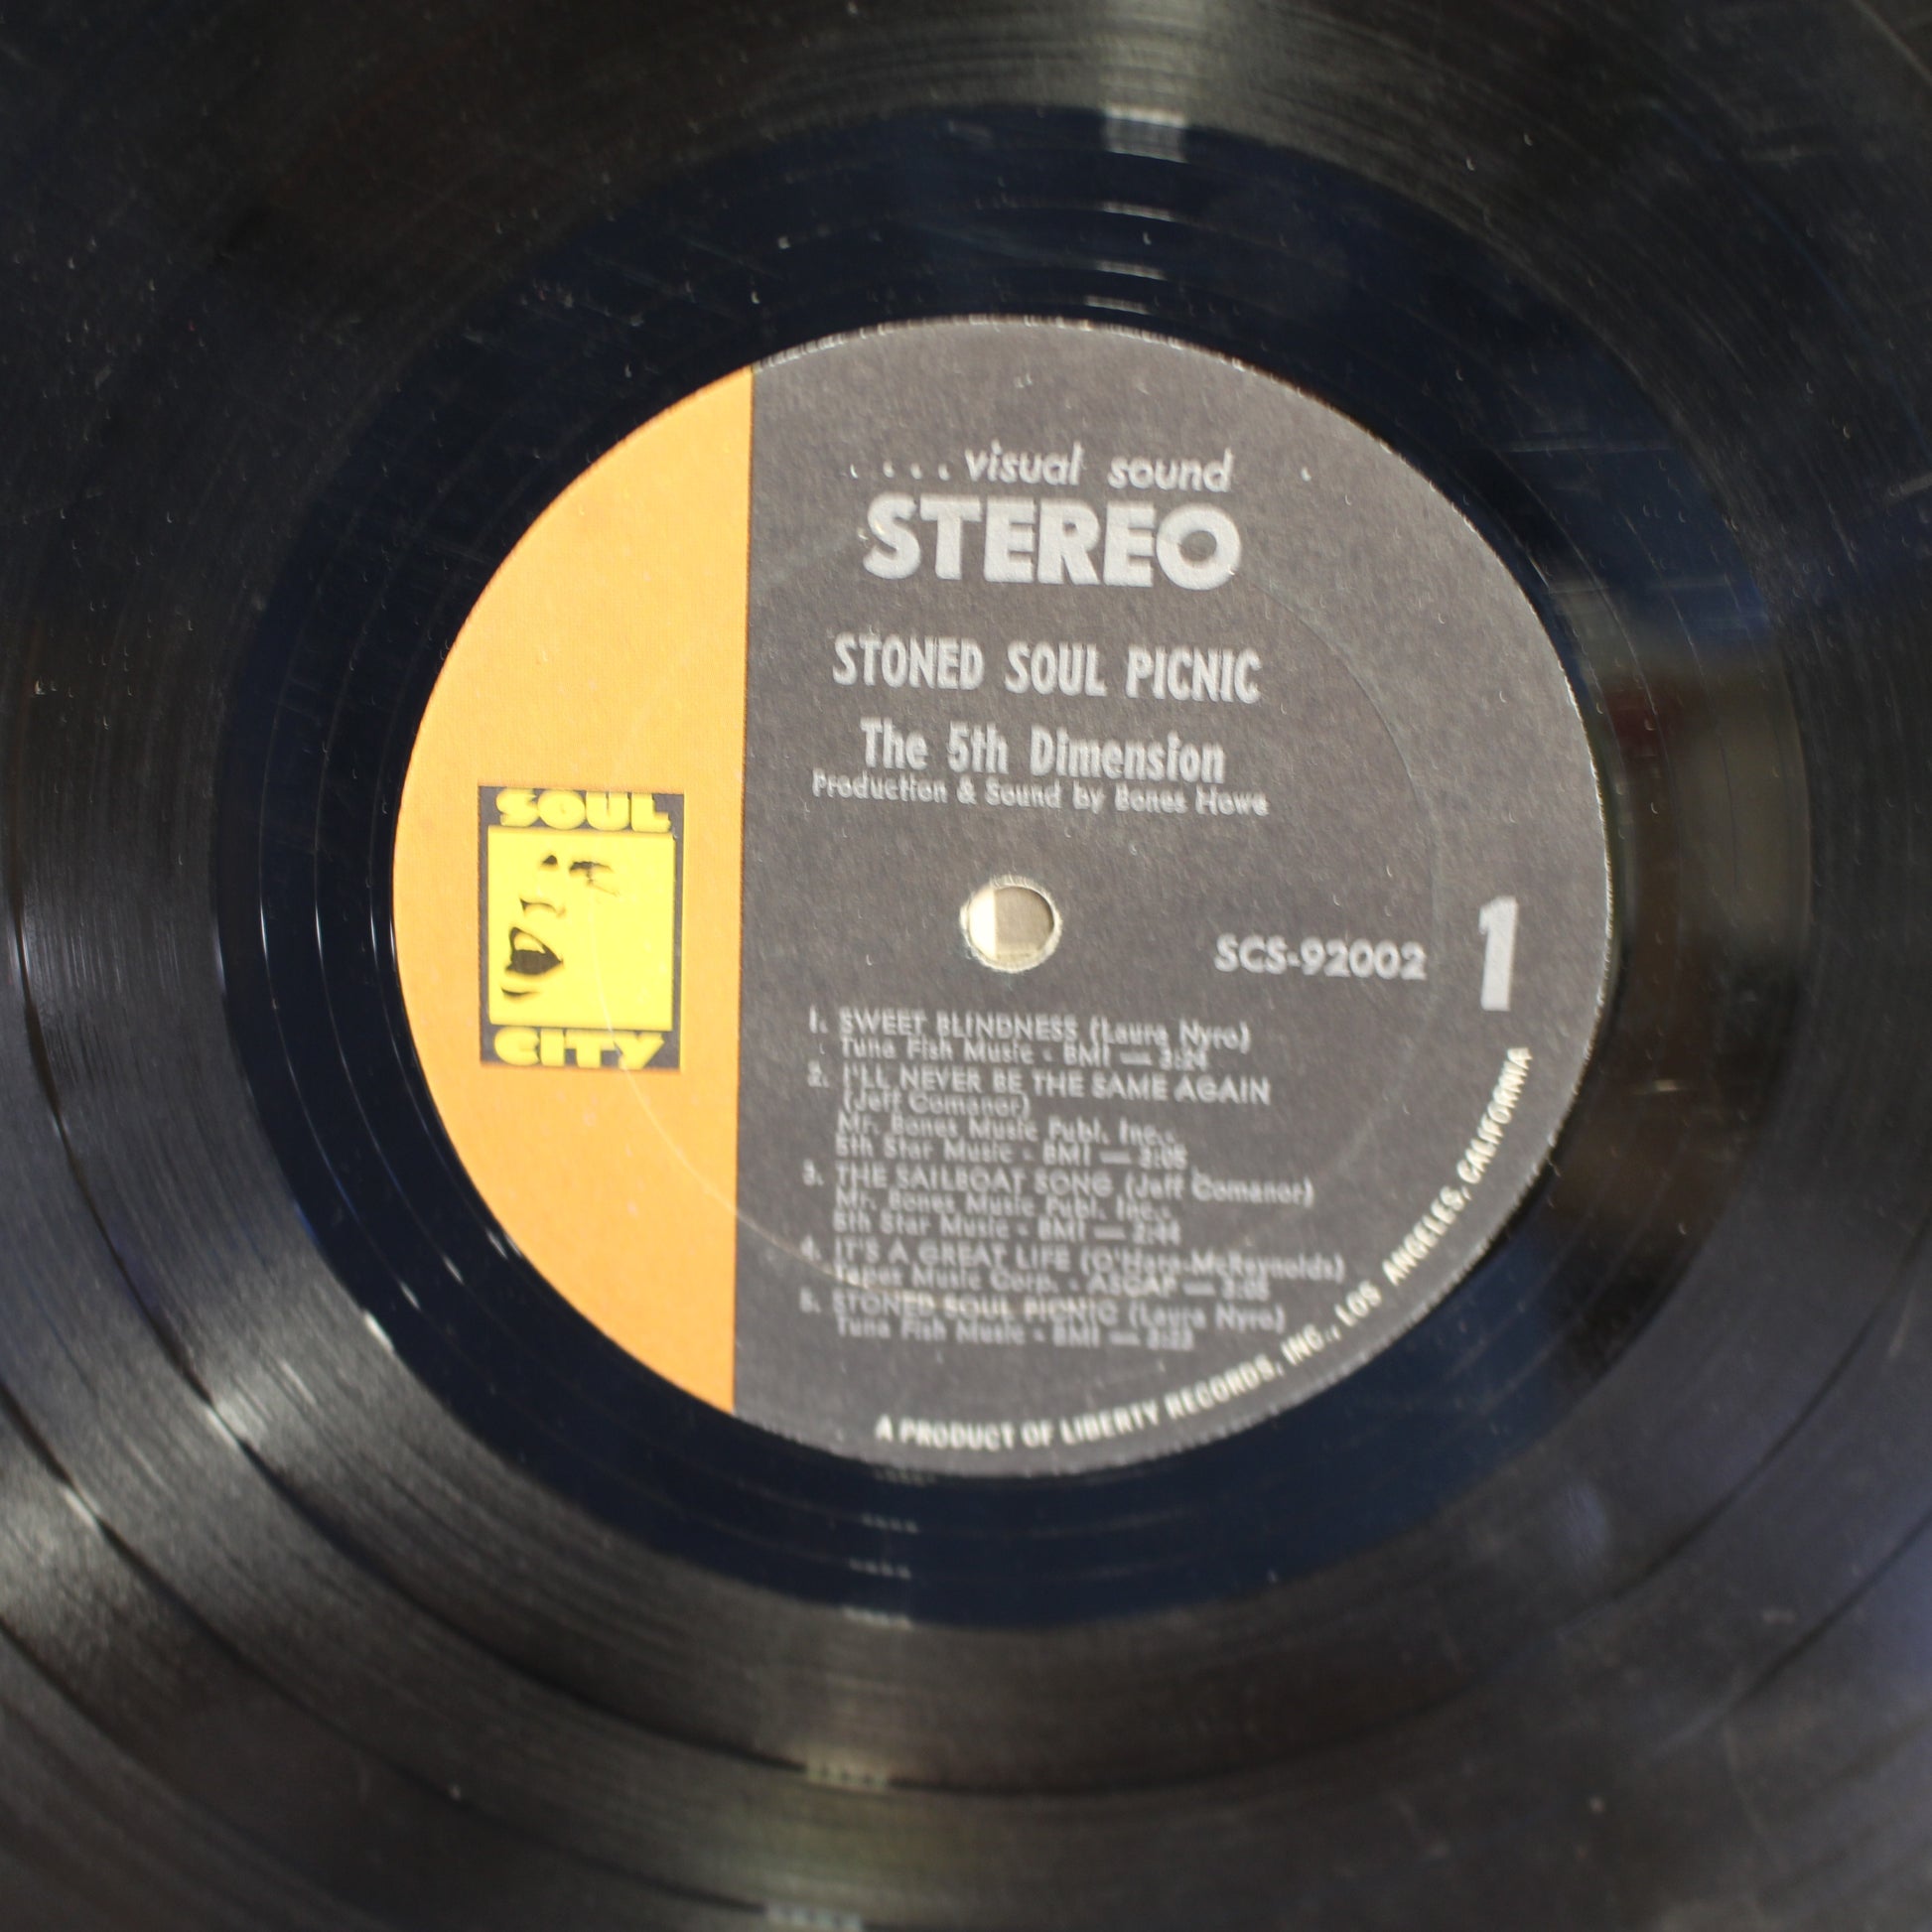 ....visual sound
STEREO
STONED SOUL PICNIC
The 5th Dimension
Production & Sound by Bones Howe
SOUL
CITY
SCS-92002
1
1. SWEET BLINDNESS (Laura Nyro)
Tuna Fish Music - BMI — 3:24
2. I'LL NEVER BE THE SAME AGAIN
(Jeff Comanor)
Mr. Bones Music Publ. Inc.,
5th Star Music - BMI — 3:05
3. THE SAILBOAT SONG (Jeff Comanor)
Mr. Bones Music Publ. Inc.,
5th Star Music - BMI — 2:44
4. IT'S A GREAT LIFE (O'Hara-McReynolds)
Music Corp. - ASCAP —
5. STONED SOUL PICNIC (Laura Nyro)
Tuna Fish Music - BMI —
A PRODUCT OF LIBERTY RECORDS, INC., LOS ANGELES, CALIFORNIA